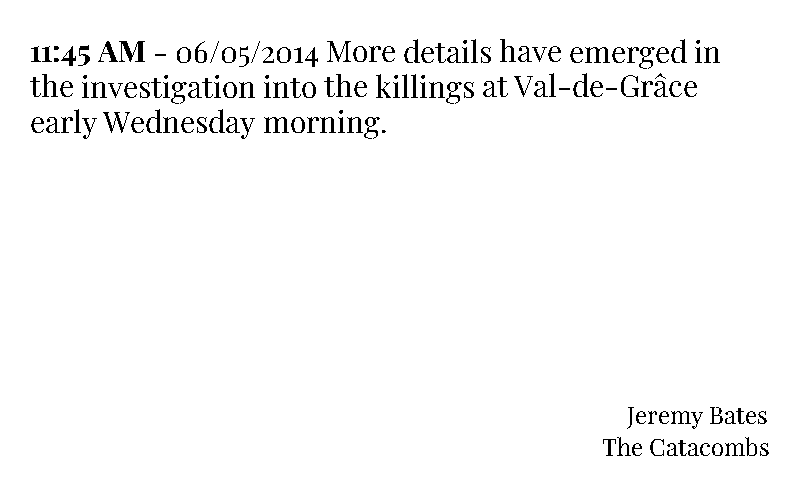 11:45 AM - 06/05/2014 More details have emerged in
the investigation into the killings at Val-de-Grâce
early Wednesday morning.
Jeremy Bates
The Catacombs